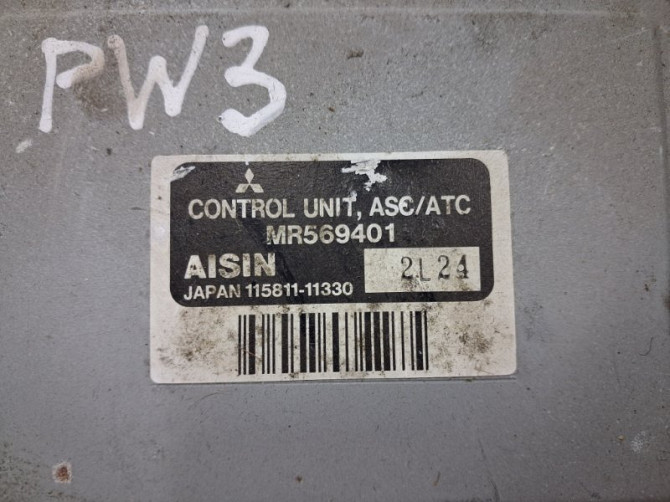 PW3
CONTROL UNIT, ASC/ATC
MR569401
AISIN 2L24
JAPAN 115811-11330